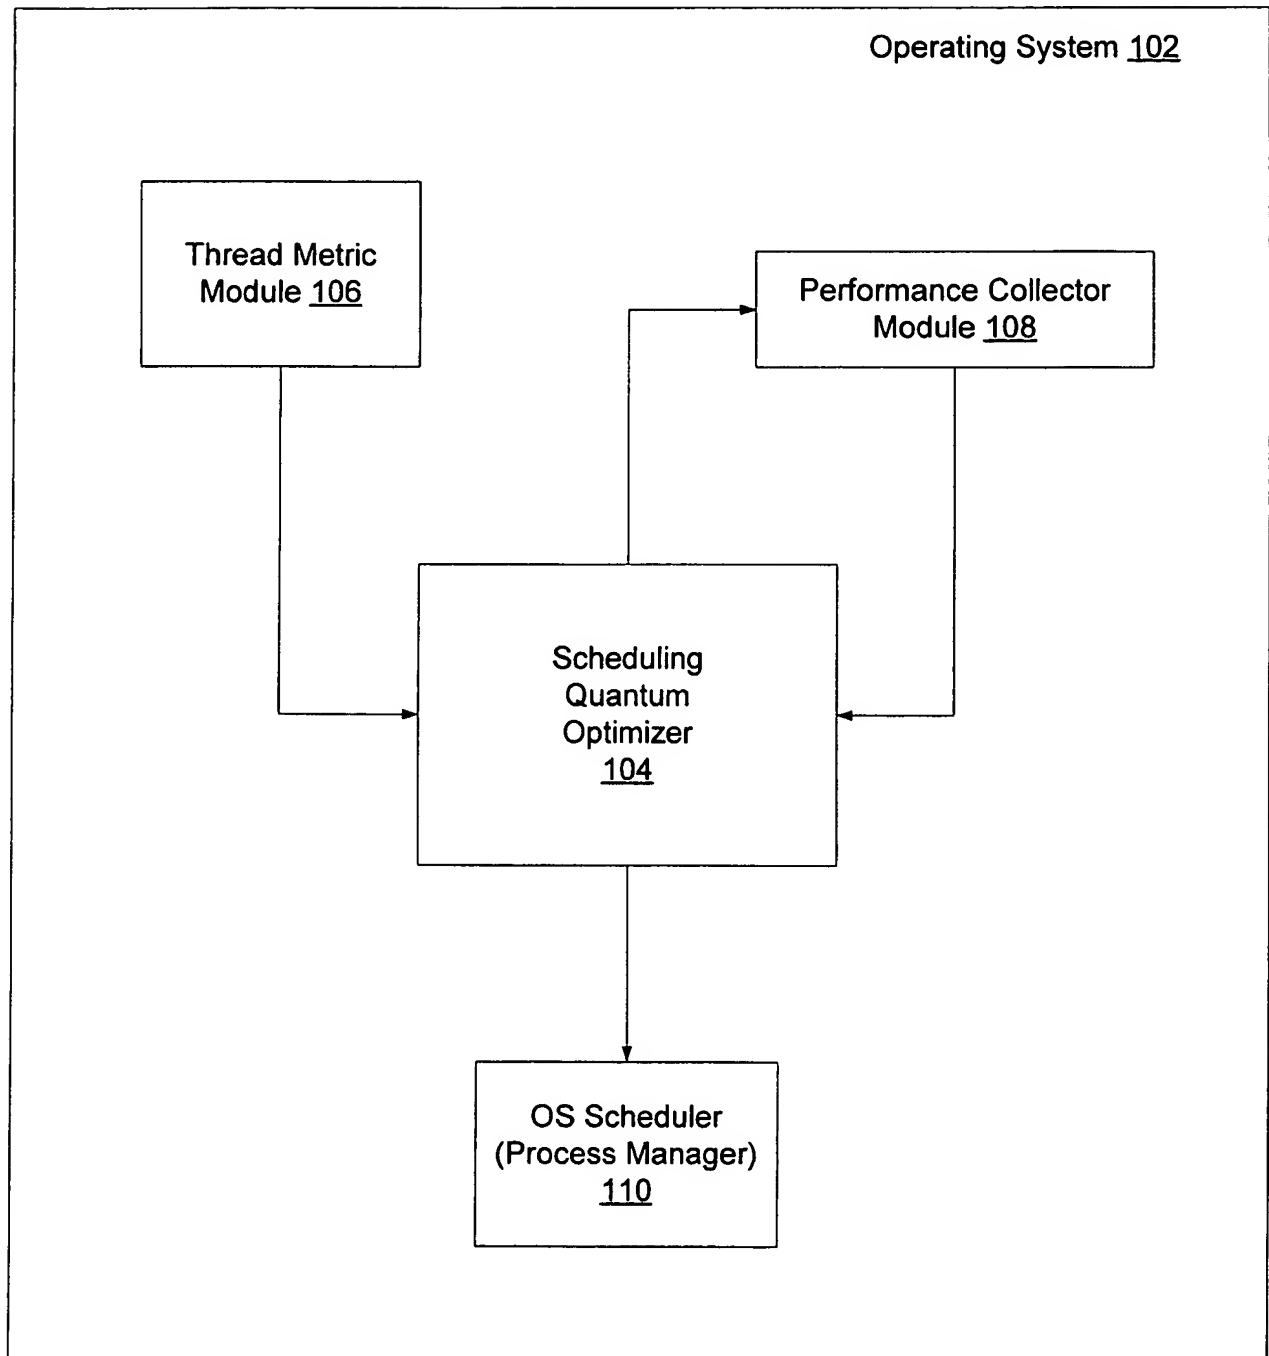 Operating System 102
Thread Metric
Module 106
Performance Collector
Module 108
Scheduling
Quantum
Optimizer
104
OS Scheduler
(Process Manager)
110